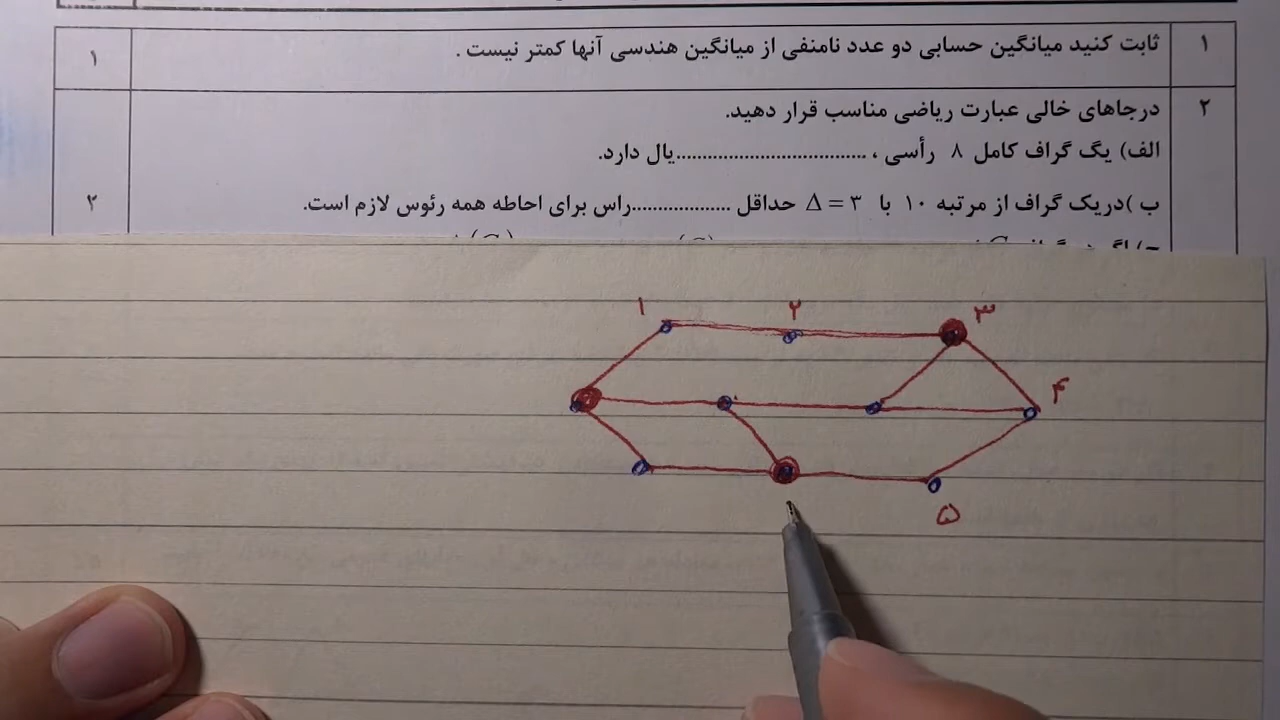 ۱ ثابت کنید میانگین حسابی دو عدد نامنفی از میانگین هندسی آنها کمتر نیست . ۱
۲ درجاهای خالی عبارت ریاضی مناسب قرار دهید.
الف) یگ گراف کامل ۸ رأسی ، ....................................یال دارد.
ب )دریک گراف از مرتبه ۱۰ با Δ = ۳ حداقل ...................راس برای احاطه همه رئوس لازم است. ۲
۱ ۲ ۳
۴
۵